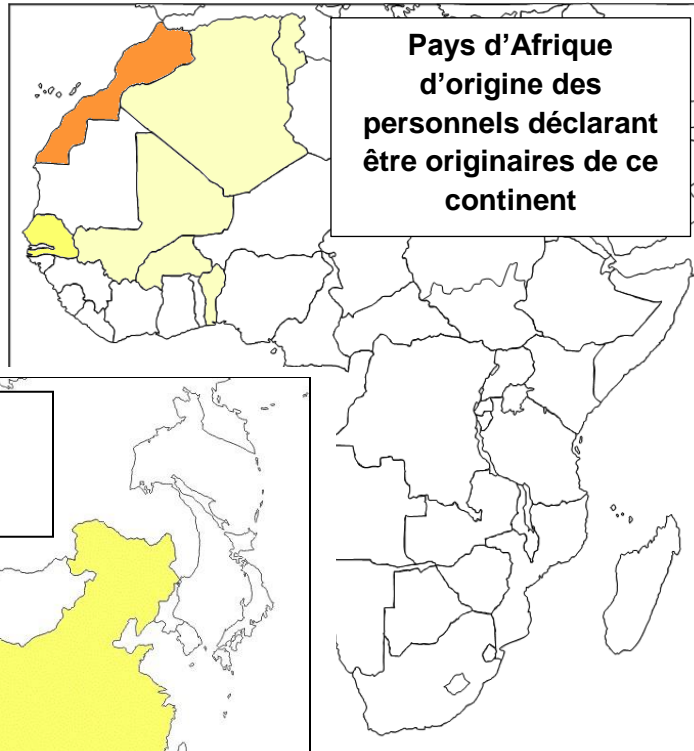 Pays d’Afrique
d’origine des
personnels déclarant
être originaires de ce
continent